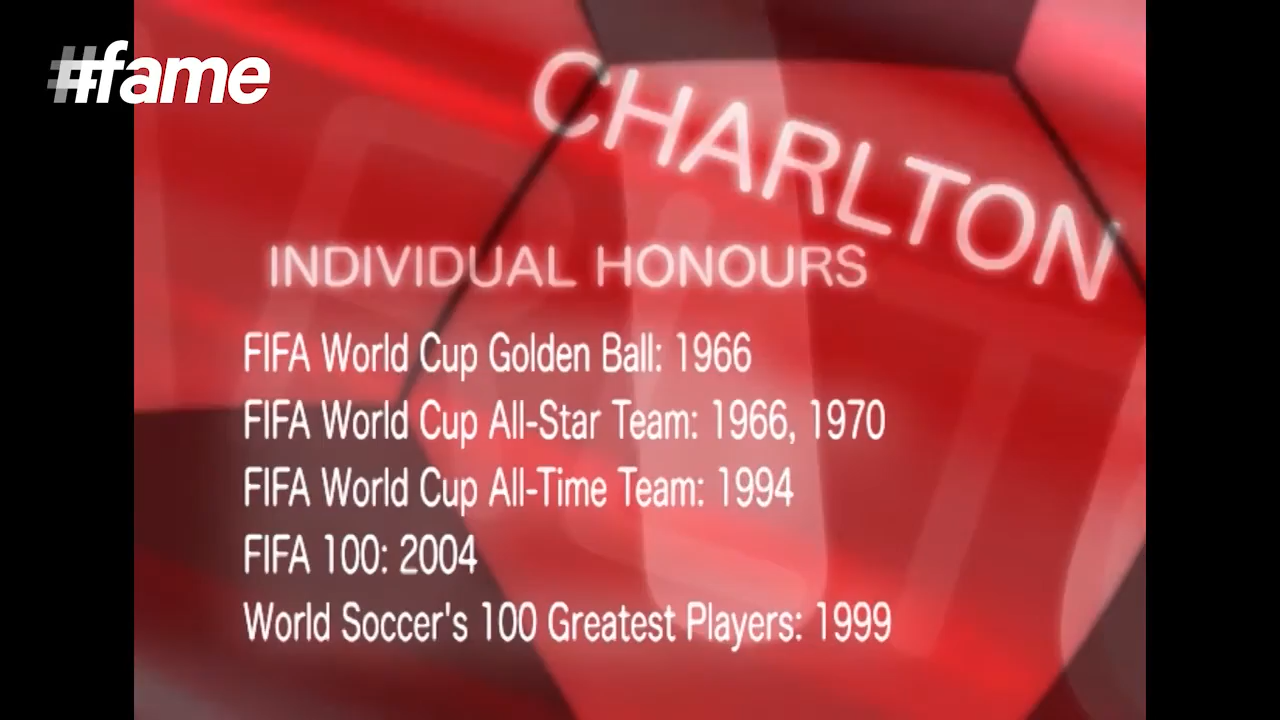 #fame
CHARLTON
INDIVIDUAL HONOURS
FIFA World Cup Golden Ball: 1966
FIFA World Cup All-Star Team: 1966, 1970
FIFA World Cup All-Time Team: 1994
FIFA 100: 2004
World Soccer's 100 Greatest Players: 1999